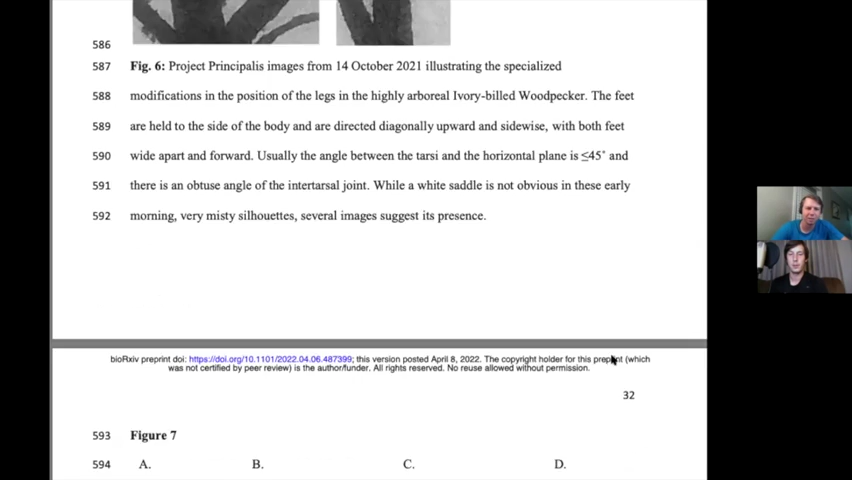 586
587 Fig. 6: Project Principalis images from 14 October 2021 illustrating the specialized
588 modifications in the position of the legs in the highly arboreal Ivory-billed Woodpecker. The feet
589 are held to the side of the body and are directed diagonally upward and sidewise, with both feet
590 wide apart and forward. Usually the angle between the tarsi and the horizontal plane is ≤45˚ and
591 there is an obtuse angle of the intertarsal joint. While a white saddle is not obvious in these early
592 morning, very misty silhouettes, several images suggest its presence.
bioRxiv preprint doi: https://doi.org/10.1101/2022.04.06.487399; this version posted April 8, 2022. The copyright holder for this preprint (which
was not certified by peer review) is the author/funder. All rights reserved. No reuse allowed without permission.
32
593 Figure 7
594 A. B. C. D.